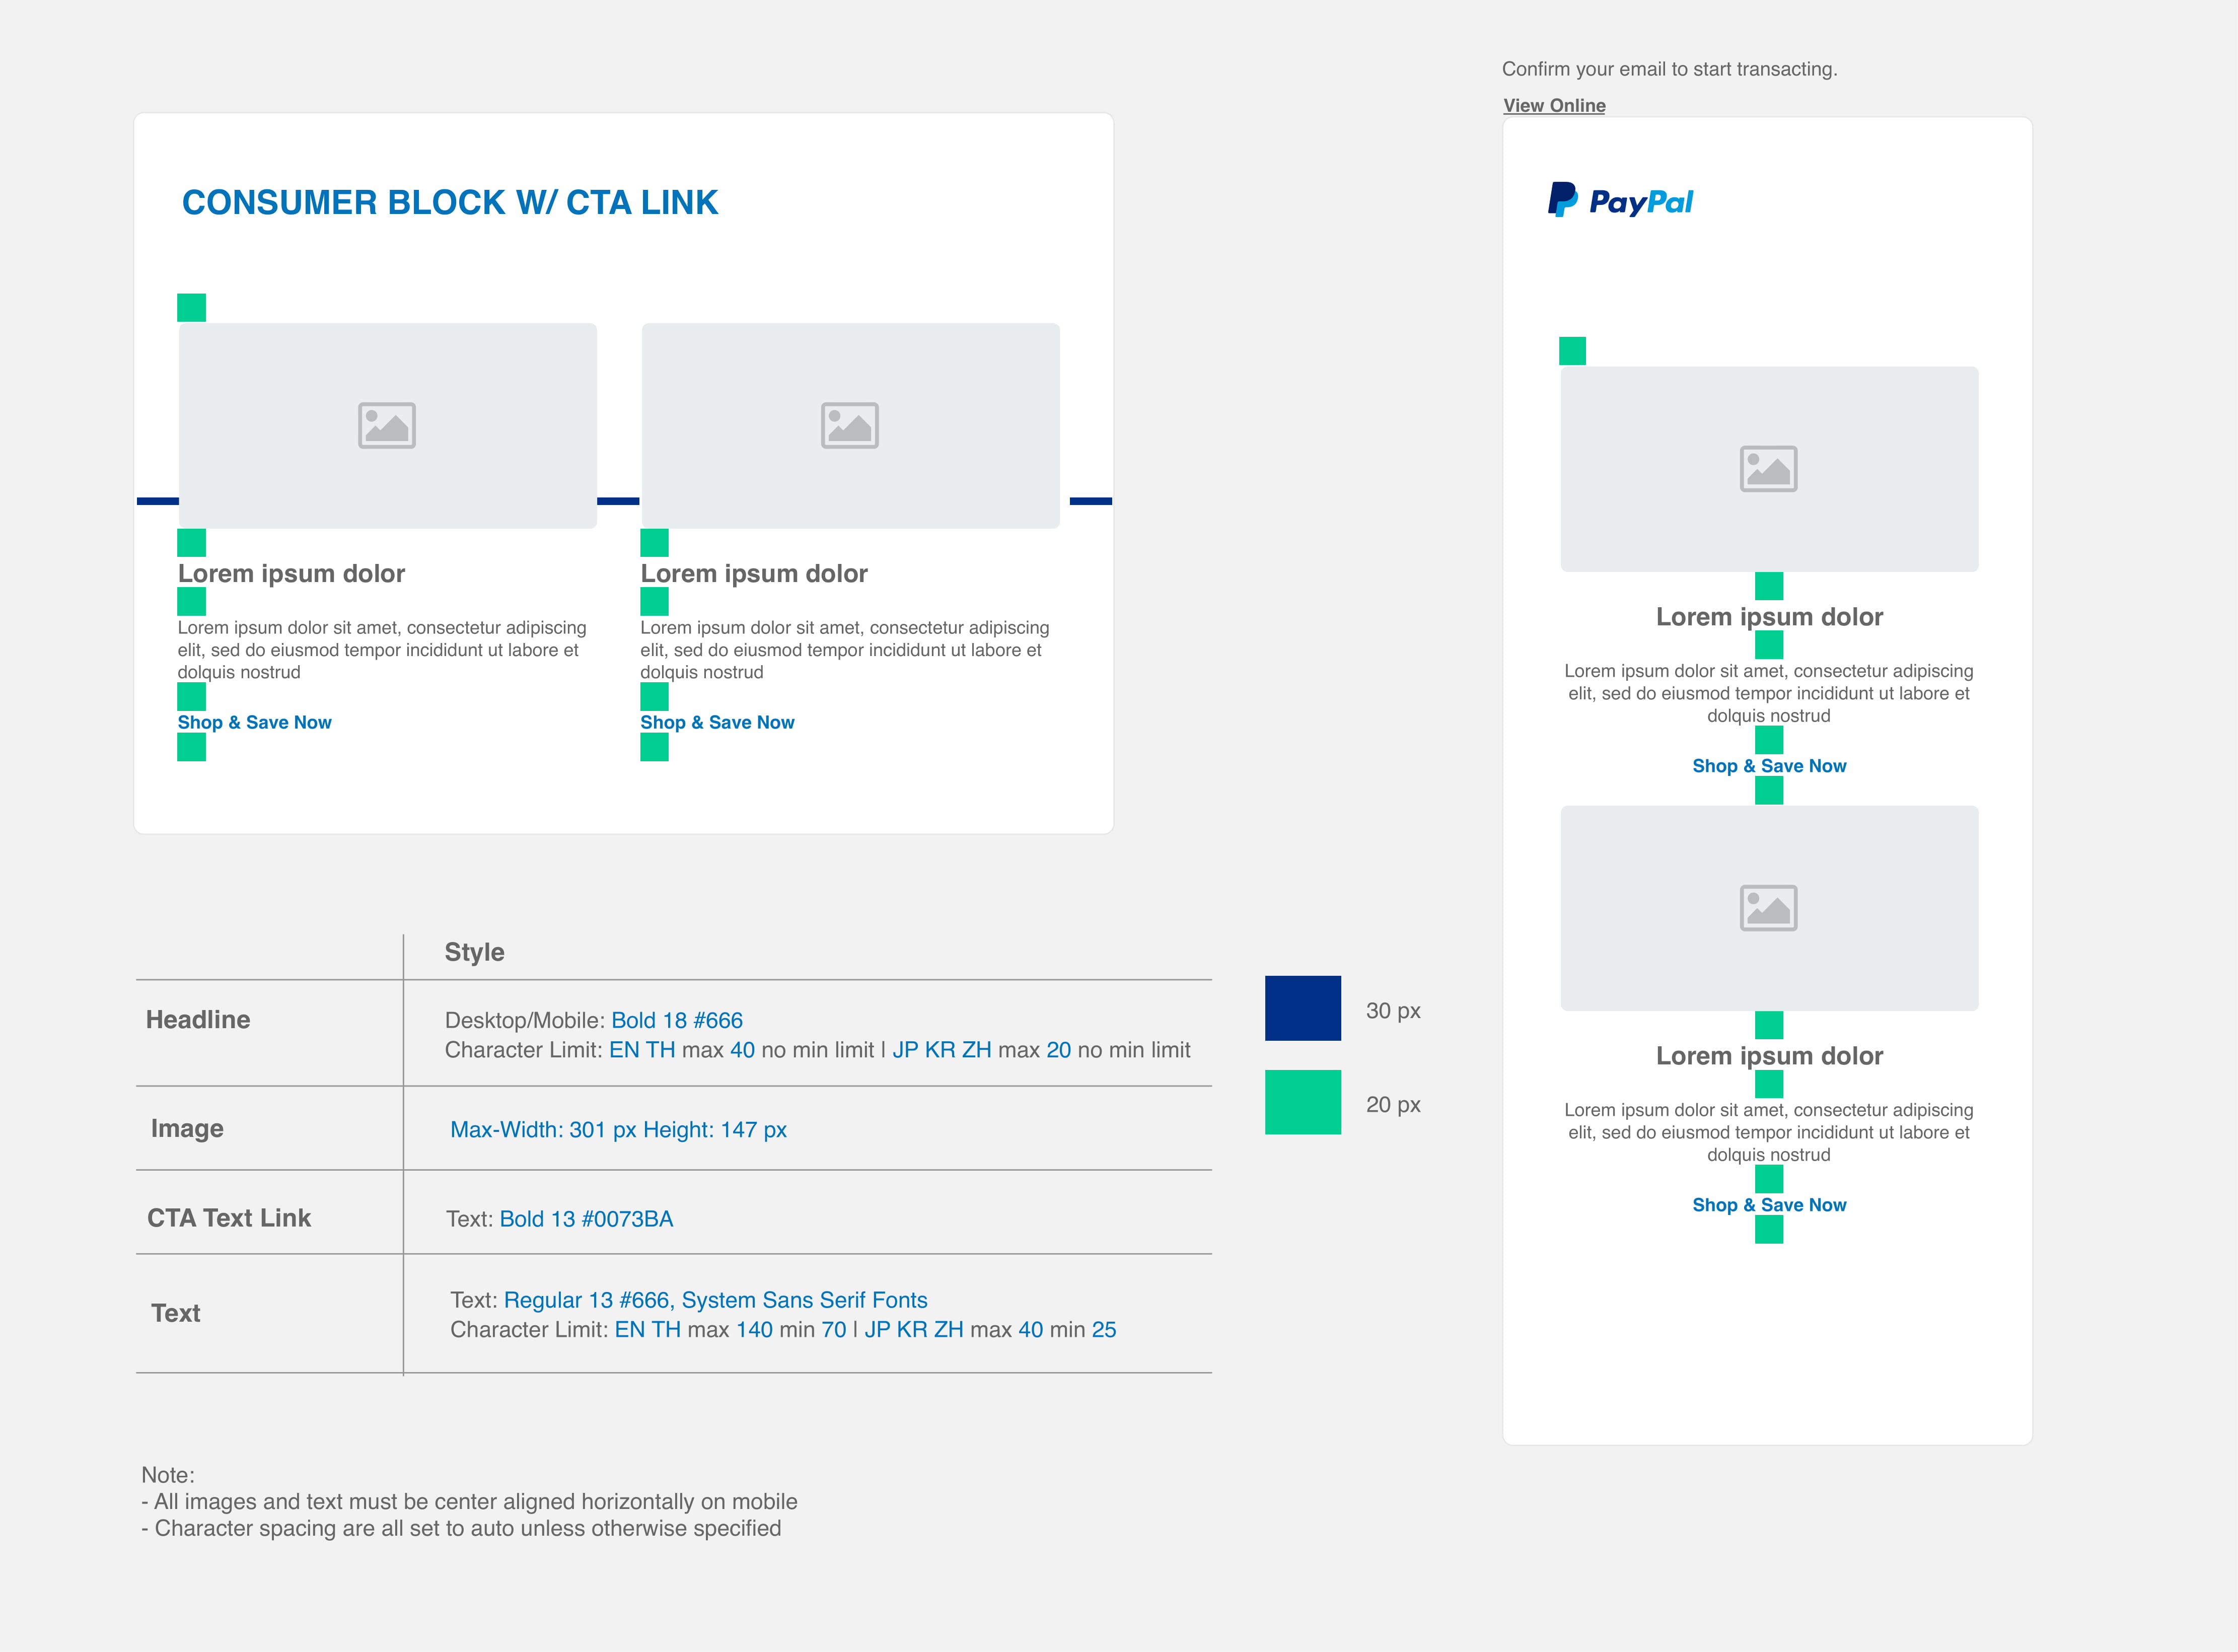 CONSUMER BLOCK W/ CTA LINK
Lorem ipsum dolor
Lorem ipsum dolor sit amet, consectetur adipiscing
elit, sed do eiusmod tempor incididunt ut labore et
dolquis nostrud
Shop & Save Now
Lorem ipsum dolor
Lorem ipsum dolor sit amet, consectetur adipiscing
elit, sed do eiusmod tempor incididunt ut labore et
dolquis nostrud
Shop & Save Now
Style
Headline
Desktop/Mobile: Bold 18 #666
Character Limit: EN TH max 40 no min limit | JP KR ZH max 20 no min limit
Image
Max-Width: 301 px Height: 147 px
CTA Text Link
Text: Bold 13 #0073BA
Text
Text: Regular 13 #666, System Sans Serif Fonts
Character Limit: EN TH max 140 min 70 | JP KR ZH max 40 min 25
30 px
20 px
Note:
- All images and text must be center aligned horizontally on mobile
- Character spacing are all set to auto unless otherwise specified
Confirm your email to start transacting.
View Online
PayPal
Lorem ipsum dolor
Lorem ipsum dolor sit amet, consectetur adipiscing
elit, sed do eiusmod tempor incididunt ut labore et
dolquis nostrud
Shop & Save Now
Lorem ipsum dolor
Lorem ipsum dolor sit amet, consectetur adipiscing
elit, sed do eiusmod tempor incididunt ut labore et
dolquis nostrud
Shop & Save Now